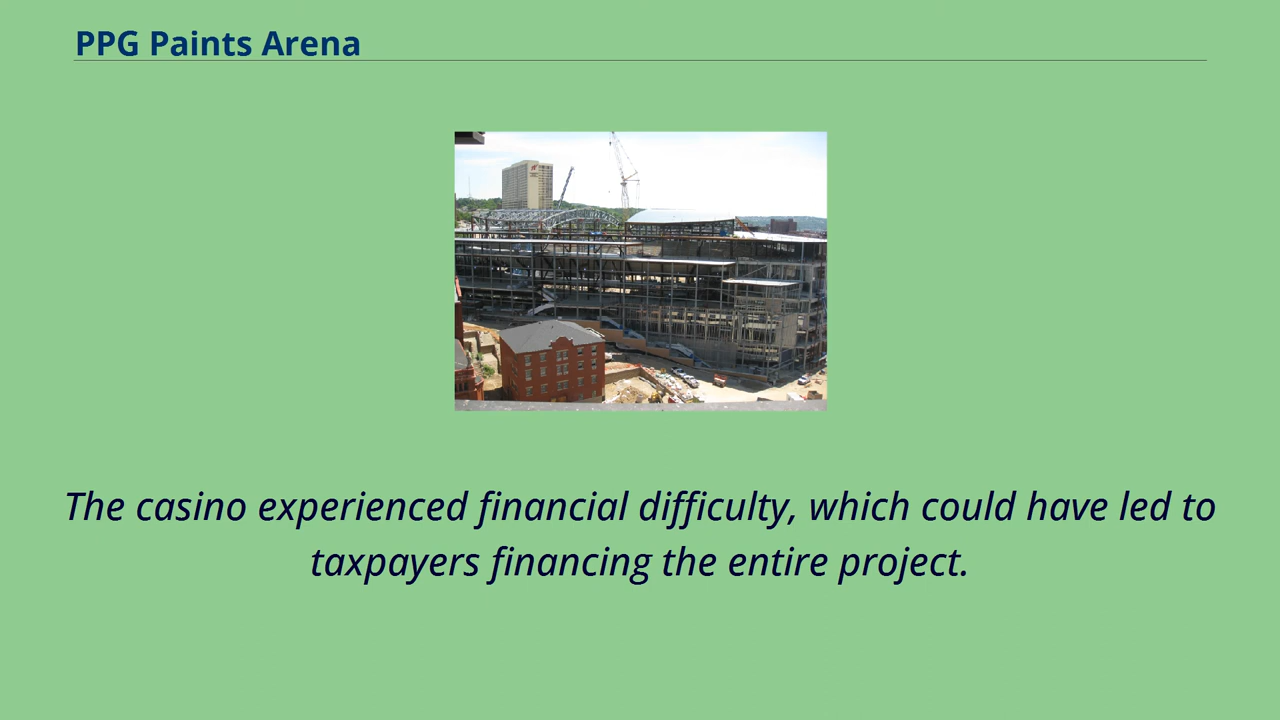 PPG Paints Arena
The casino experienced financial difficulty, which could have led to
taxpayers financing the entire project.